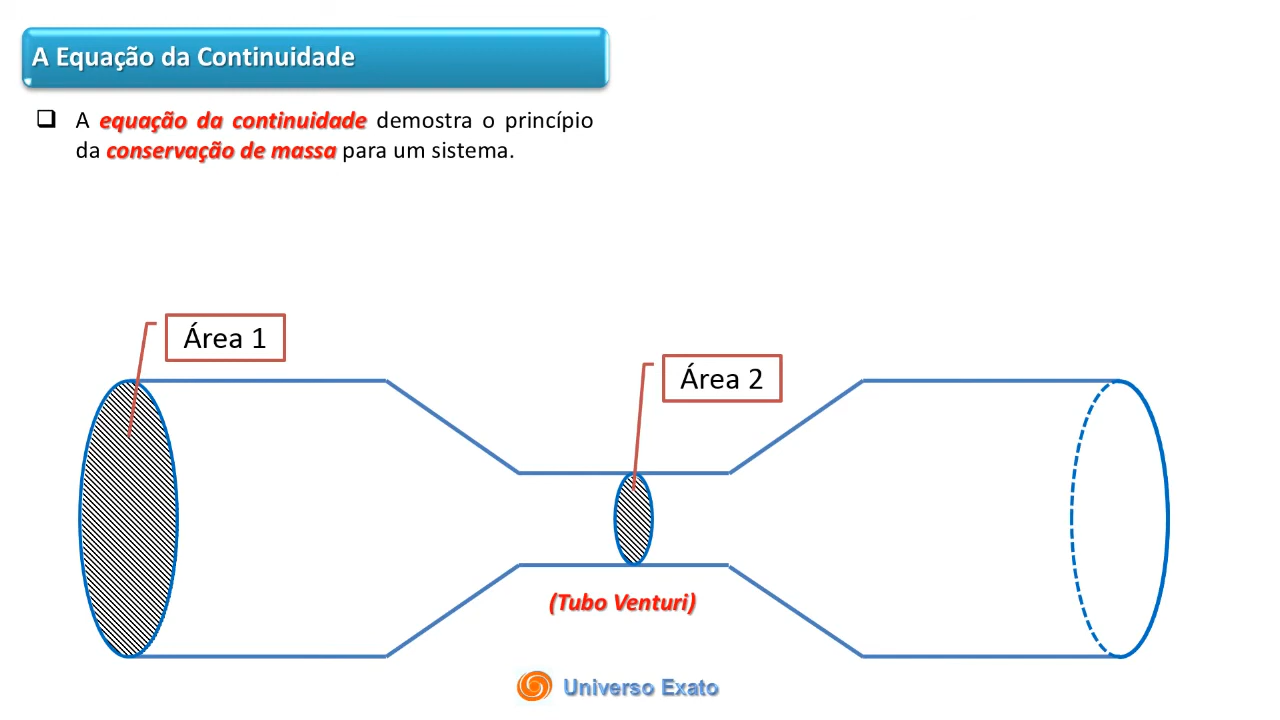 A Equação da Continuidade
❑ A equação da continuidade demostra o princípio
da conservação de massa para um sistema.
Área 1
Área 2
(Tubo Venturi)
Universo Exato